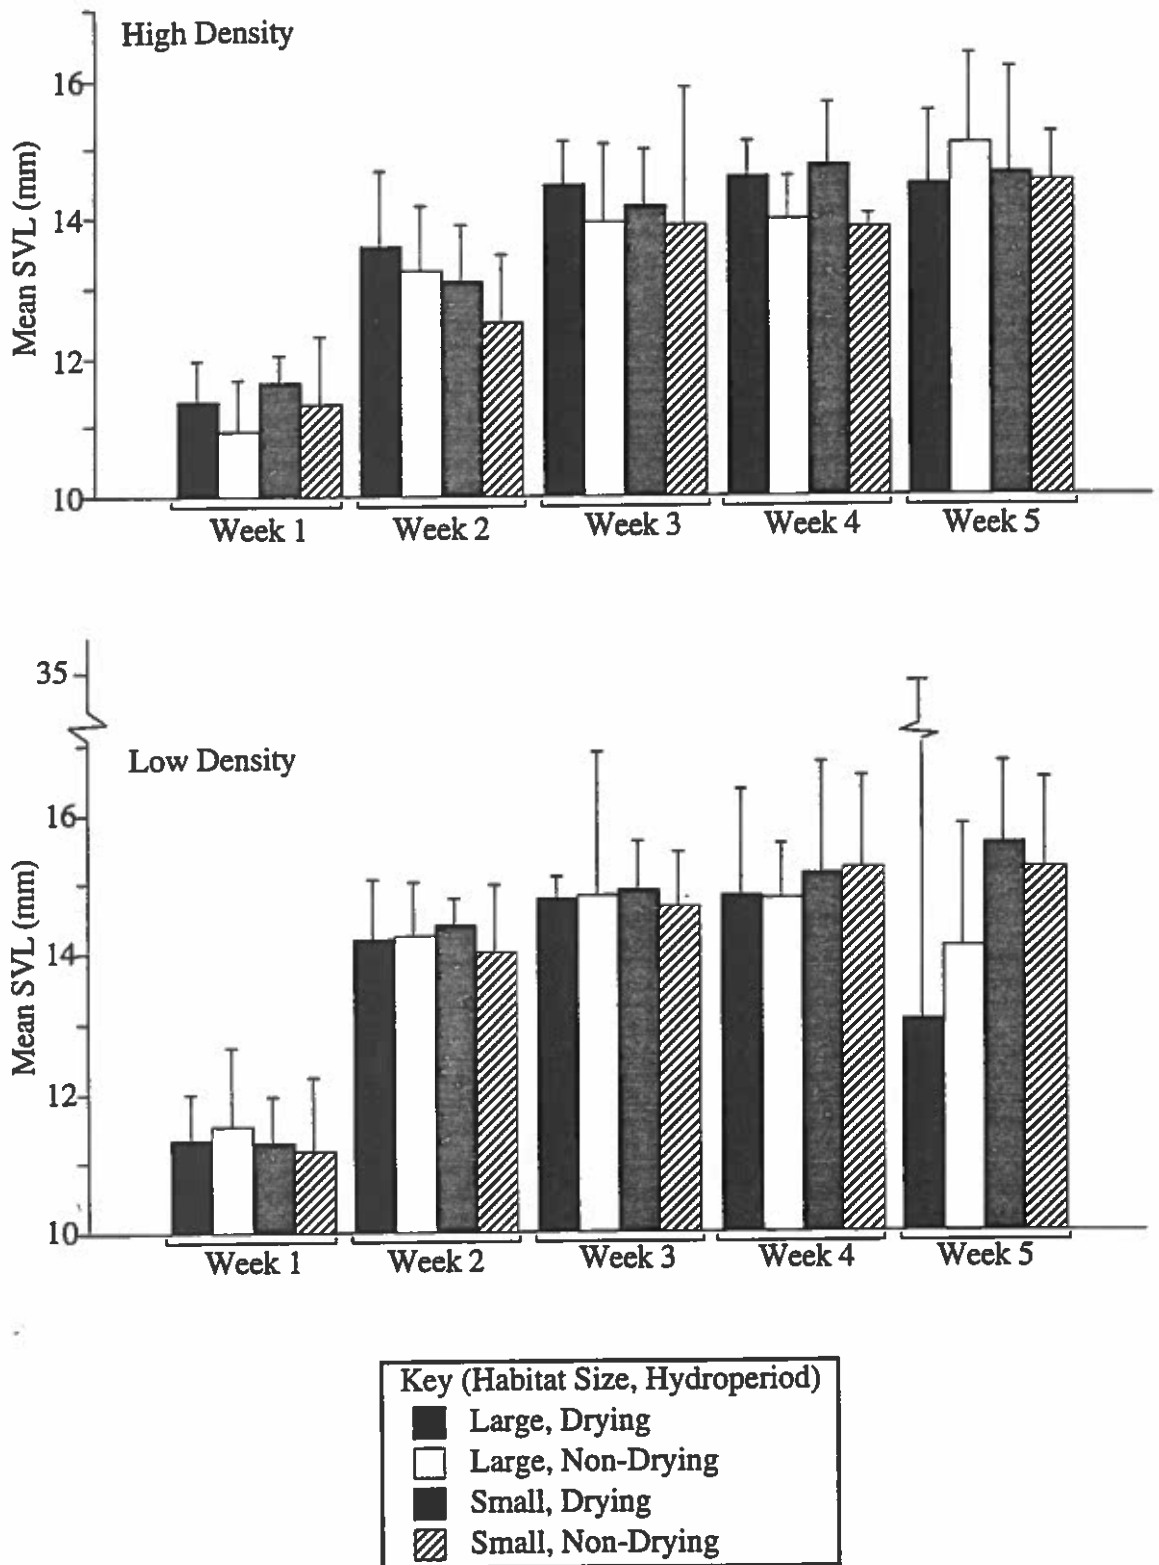 High Density
16
14
12
10
Mean SVL (mm)
Week 1 Week 2 Week 3 Week 4 Week 5
35
Low Density
16
14
12
10
Mean SVL (mm)
Week 1 Week 2 Week 3 Week 4 Week 5
Key (Habitat Size, Hydroperiod)
Large, Drying
Large, Non-Drying
Small, Drying
Small, Non-Drying